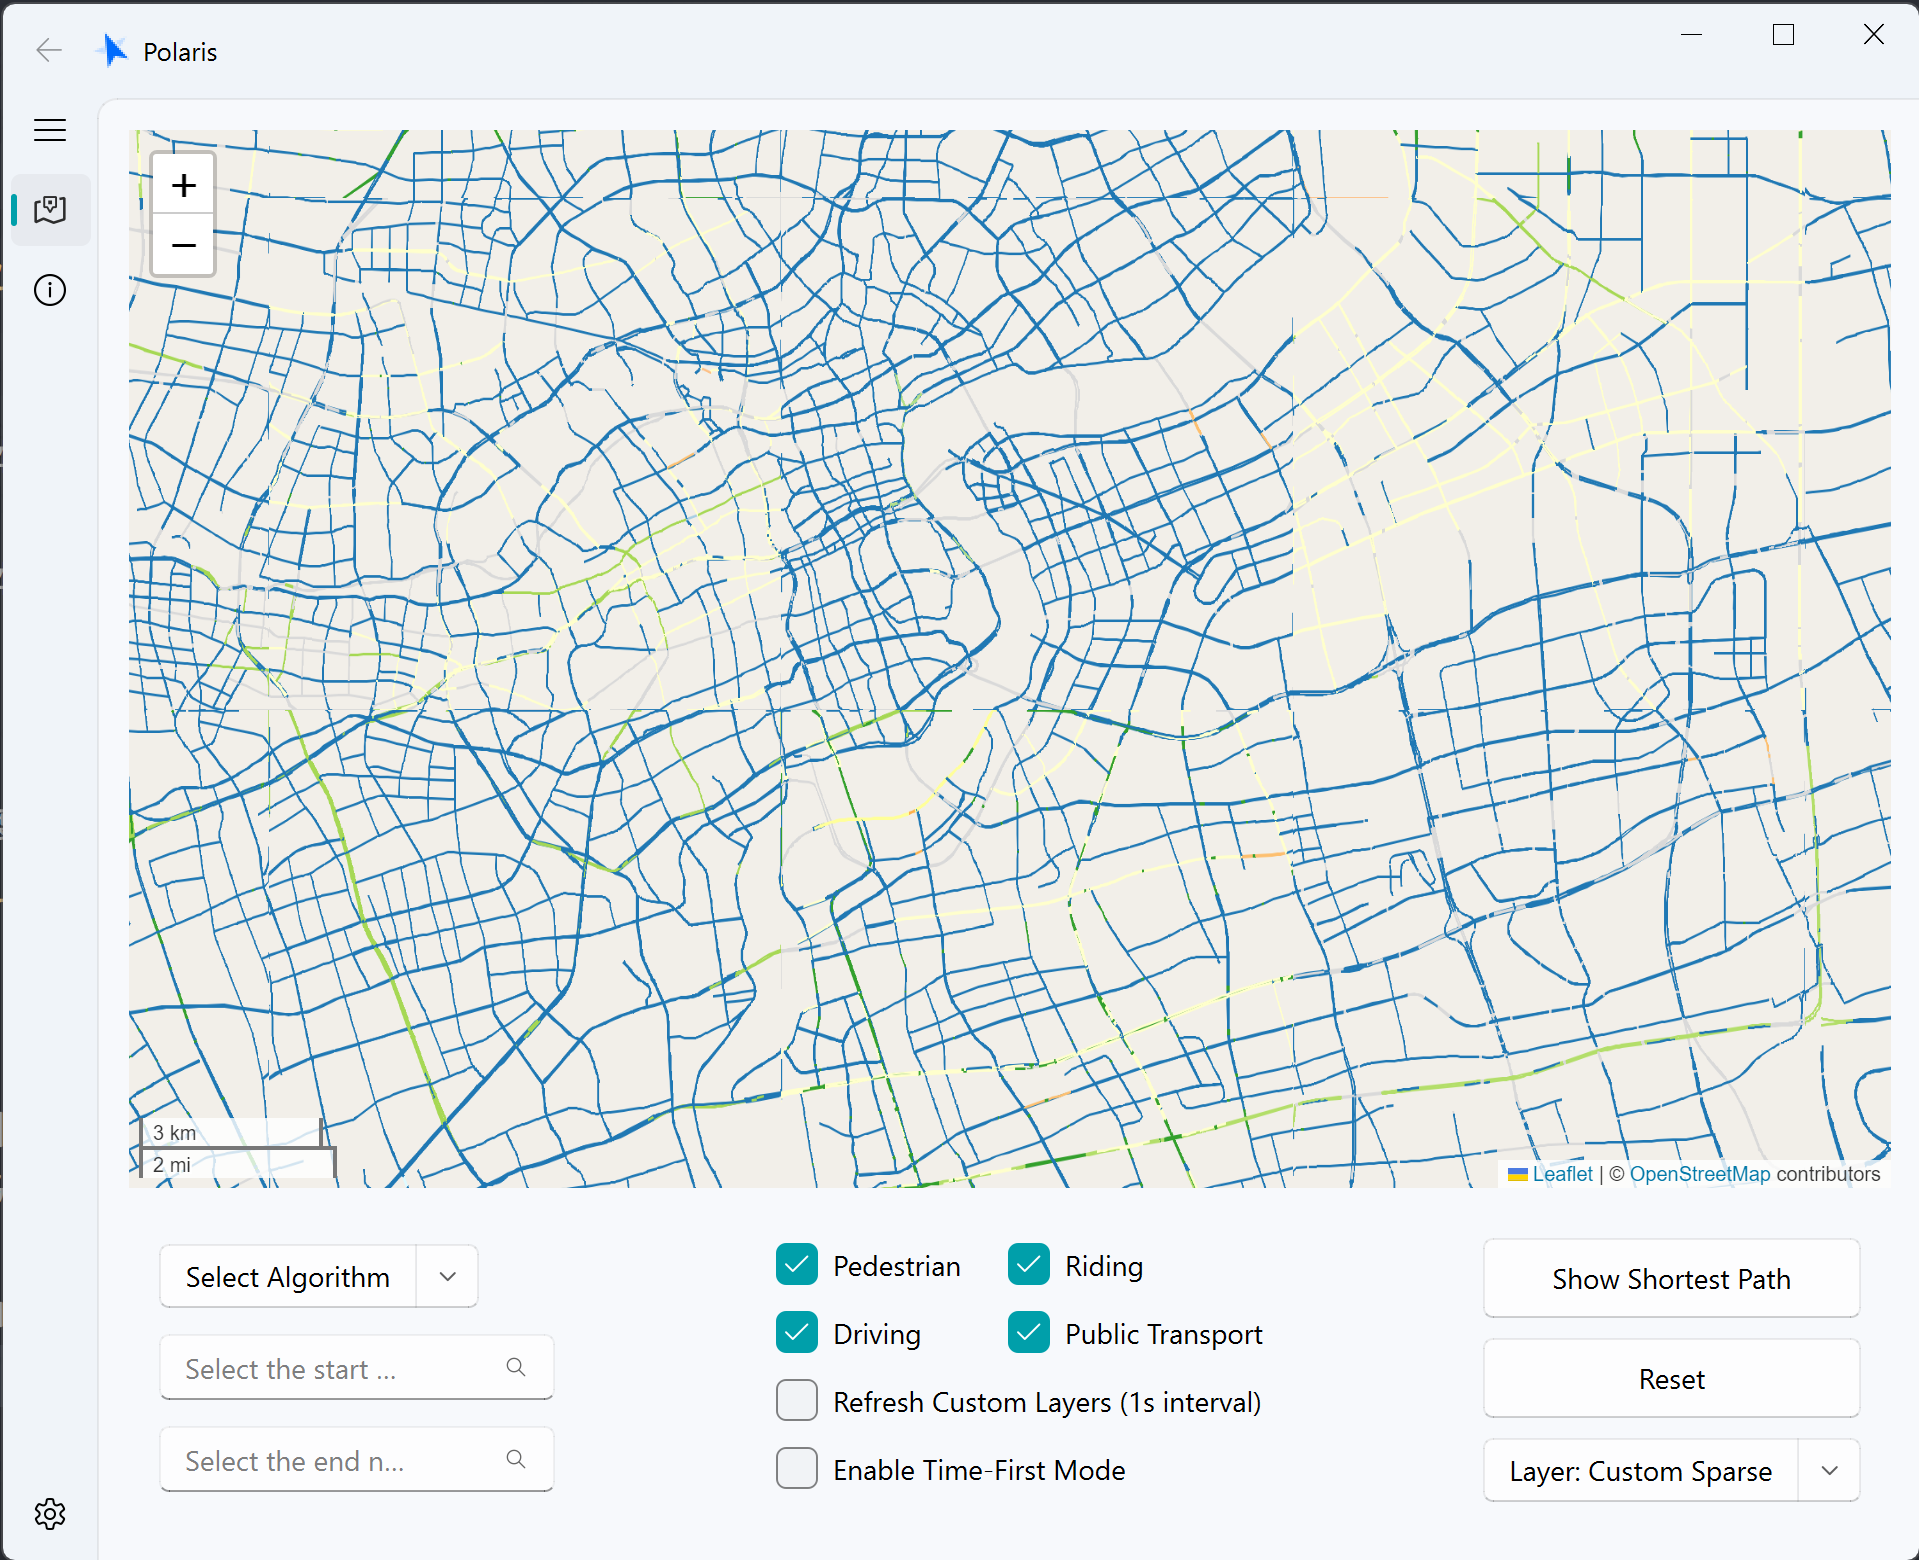 Polaris
+
−
3 km
2 mi
Leaflet | © OpenStreetMap contributors
Select Algorithm
Select the start ...
Select the end n...
Pedestrian
Riding
Driving
Public Transport
Refresh Custom Layers (1s interval)
Enable Time-First Mode
Show Shortest Path
Reset
Layer: Custom Sparse